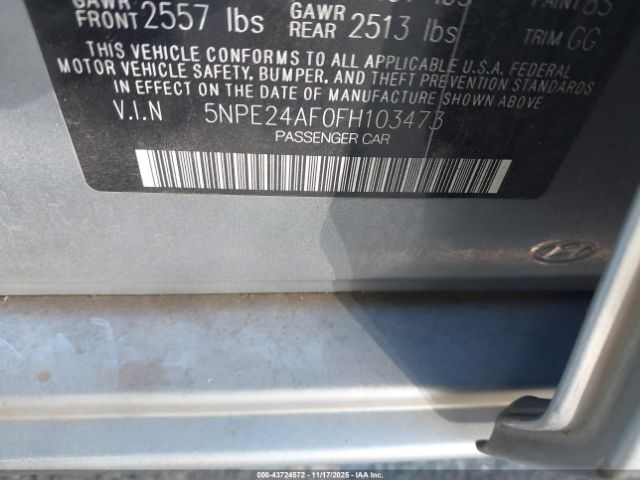 GAWR FRONT 2557 lbs GAWR REAR 2513 lbs TRIM GG
THIS VEHICLE CONFORMS TO ALL APPLICABLE U.S.A. FEDERAL
MOTOR VEHICLE SAFETY, BUMPER, AND THEFT PREVENTION STANDARDS
IN EFFECT ON THE DATE OF MANUFACTURE SHOWN ABOVE.
V.I.N 5NPE24AF0FH103473
PASSENGER CAR
000-43724572 — 11/17/2025 — IAA Inc.